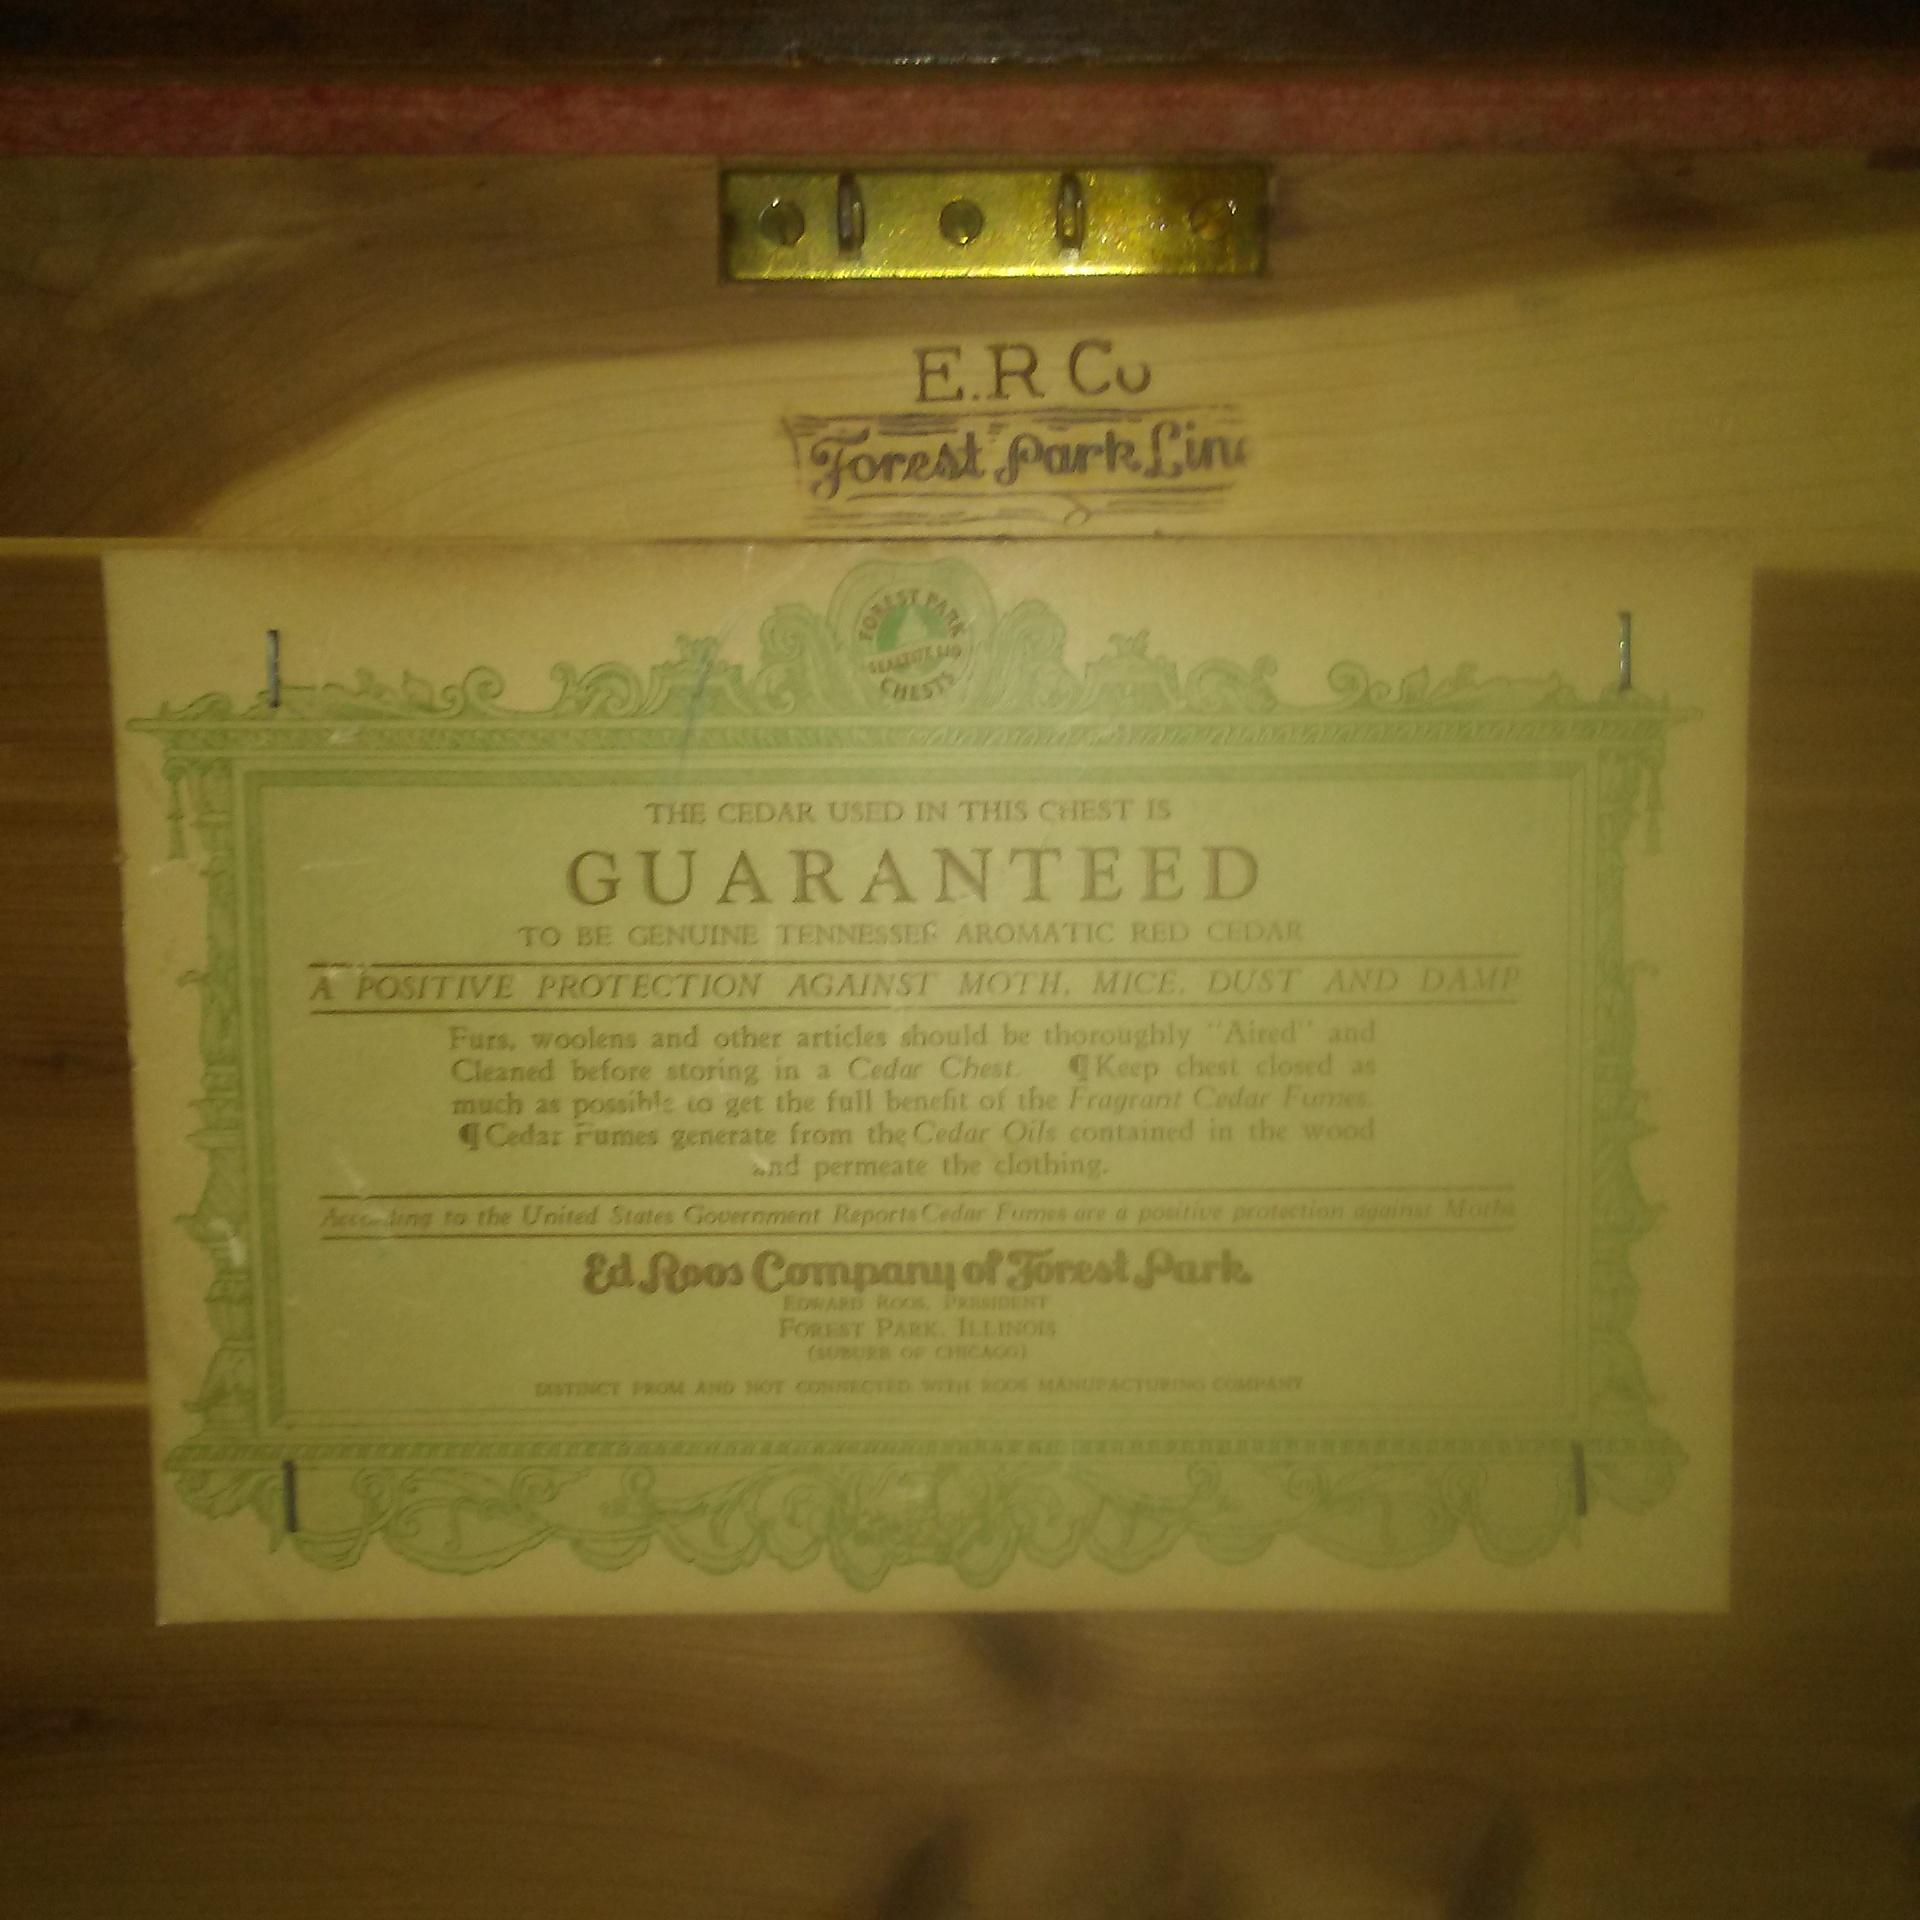 E.R Co
Forest Park Line
FOREST PARK
SEALTITE LID
CHESTS
THE CEDAR USED IN THIS CHEST IS
GUARANTEED
TO BE GENUINE TENNESSEE AROMATIC RED CEDAR
A POSITIVE PROTECTION AGAINST MOTH, MICE, DUST AND DAMP
Furs, woolens and other articles should be thoroughly "Aired" and
Cleaned before storing in a Cedar Chest. ¶ Keep chest closed as
much as possible to get the full benefit of the Fragrant Cedar Fumes.
¶ Cedar Fumes generate from the Cedar Oils contained in the wood
and permeate the clothing.
According to the United States Government Reports Cedar Fumes are a positive protection against Moths
Ed Roos Company of Forest Park
EDWARD ROOS, PRESIDENT
FOREST PARK, ILLINOIS
(SUBURB OF CHICAGO)
DISTINCT FROM AND NOT CONNECTED WITH ROOS MANUFACTURING COMPANY